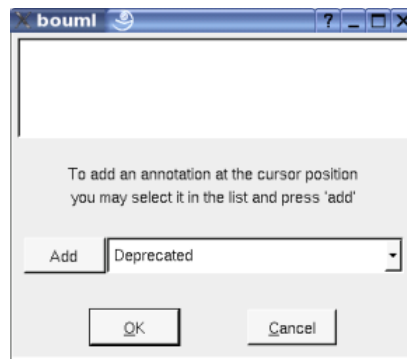 bouml
To add an annotation at the cursor position
you may select it in the list and press 'add'
Add
Deprecated
OK
Cancel